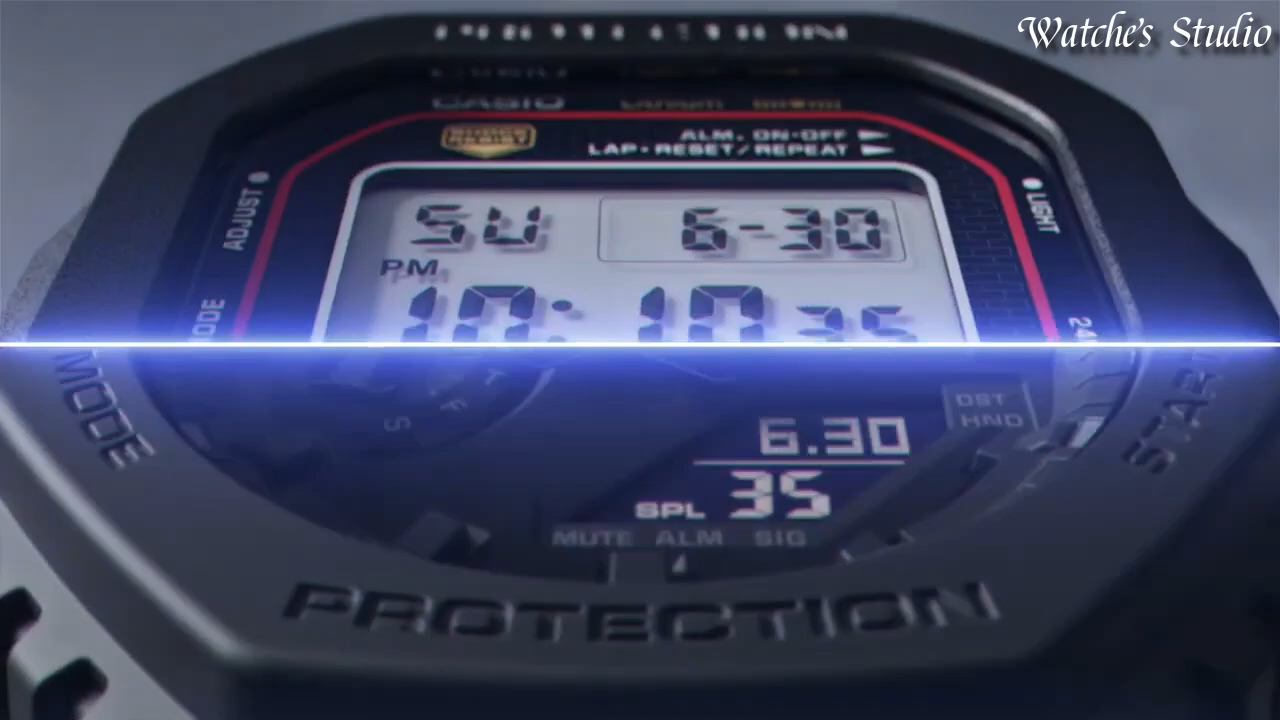 Watche's Studio
CASIO
ALM. ON·OFF
LAP·RESET/REPEAT
ADJUST
LIGHT
SU 6-30
PM
10:10 35
MODE
DST
HND
6.30
35
SPL
MUTE ALM SIG
PROTECTION